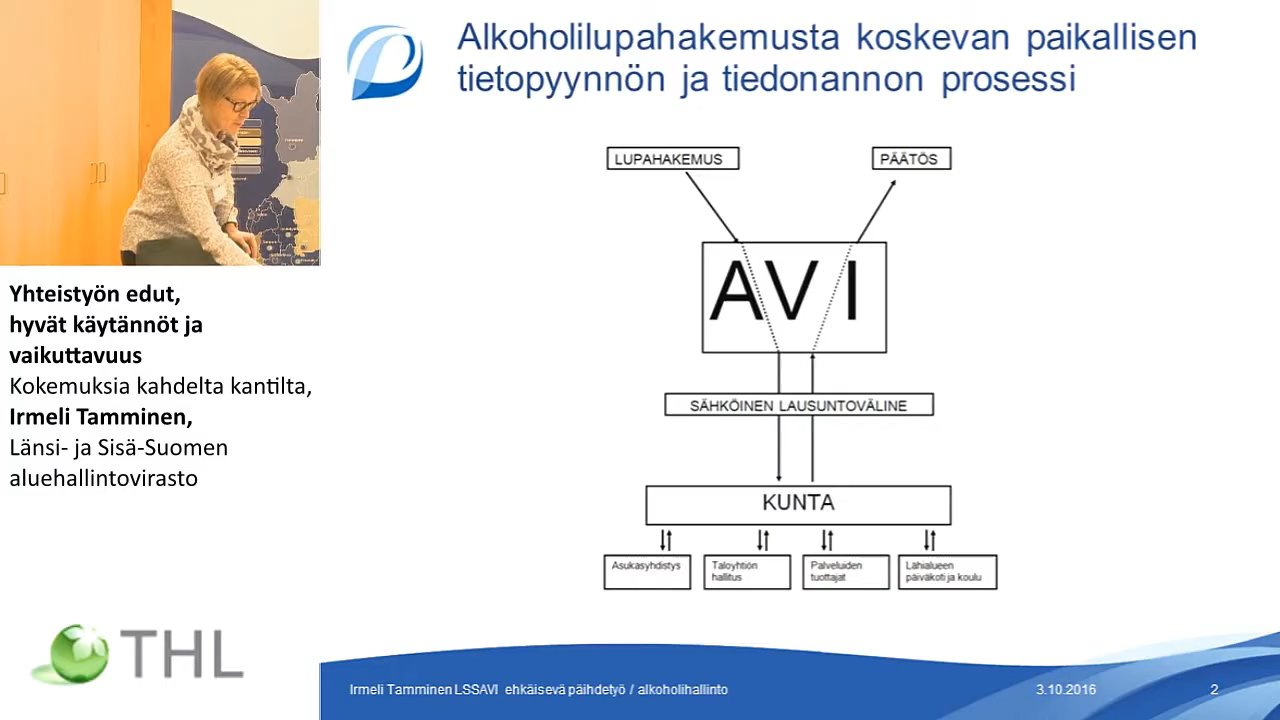 Alkoholilupahakemusta koskevan paikallisen
tietopyynnön ja tiedonannon prosessi
LUPAHAKEMUS
PÄÄTÖS
AVI
SÄHKÖINEN LAUSUNTOVÄLINE
KUNTA
Asukasyhdistys
Taloyhtiön
hallitus
Palveluiden
tuottajat
Lähialueen
päiväkoti ja koulu
Yhteistyön edut,
hyvät käytännöt ja
vaikuttavuus
Kokemuksia kahdelta kantilta,
Irmeli Tamminen,
Länsi- ja Sisä-Suomen
aluehallintovirasto
THL
Irmeli Tamminen LSSAVI ehkäisevä päihdetyö / alkoholihallinto
3.10.2016
2